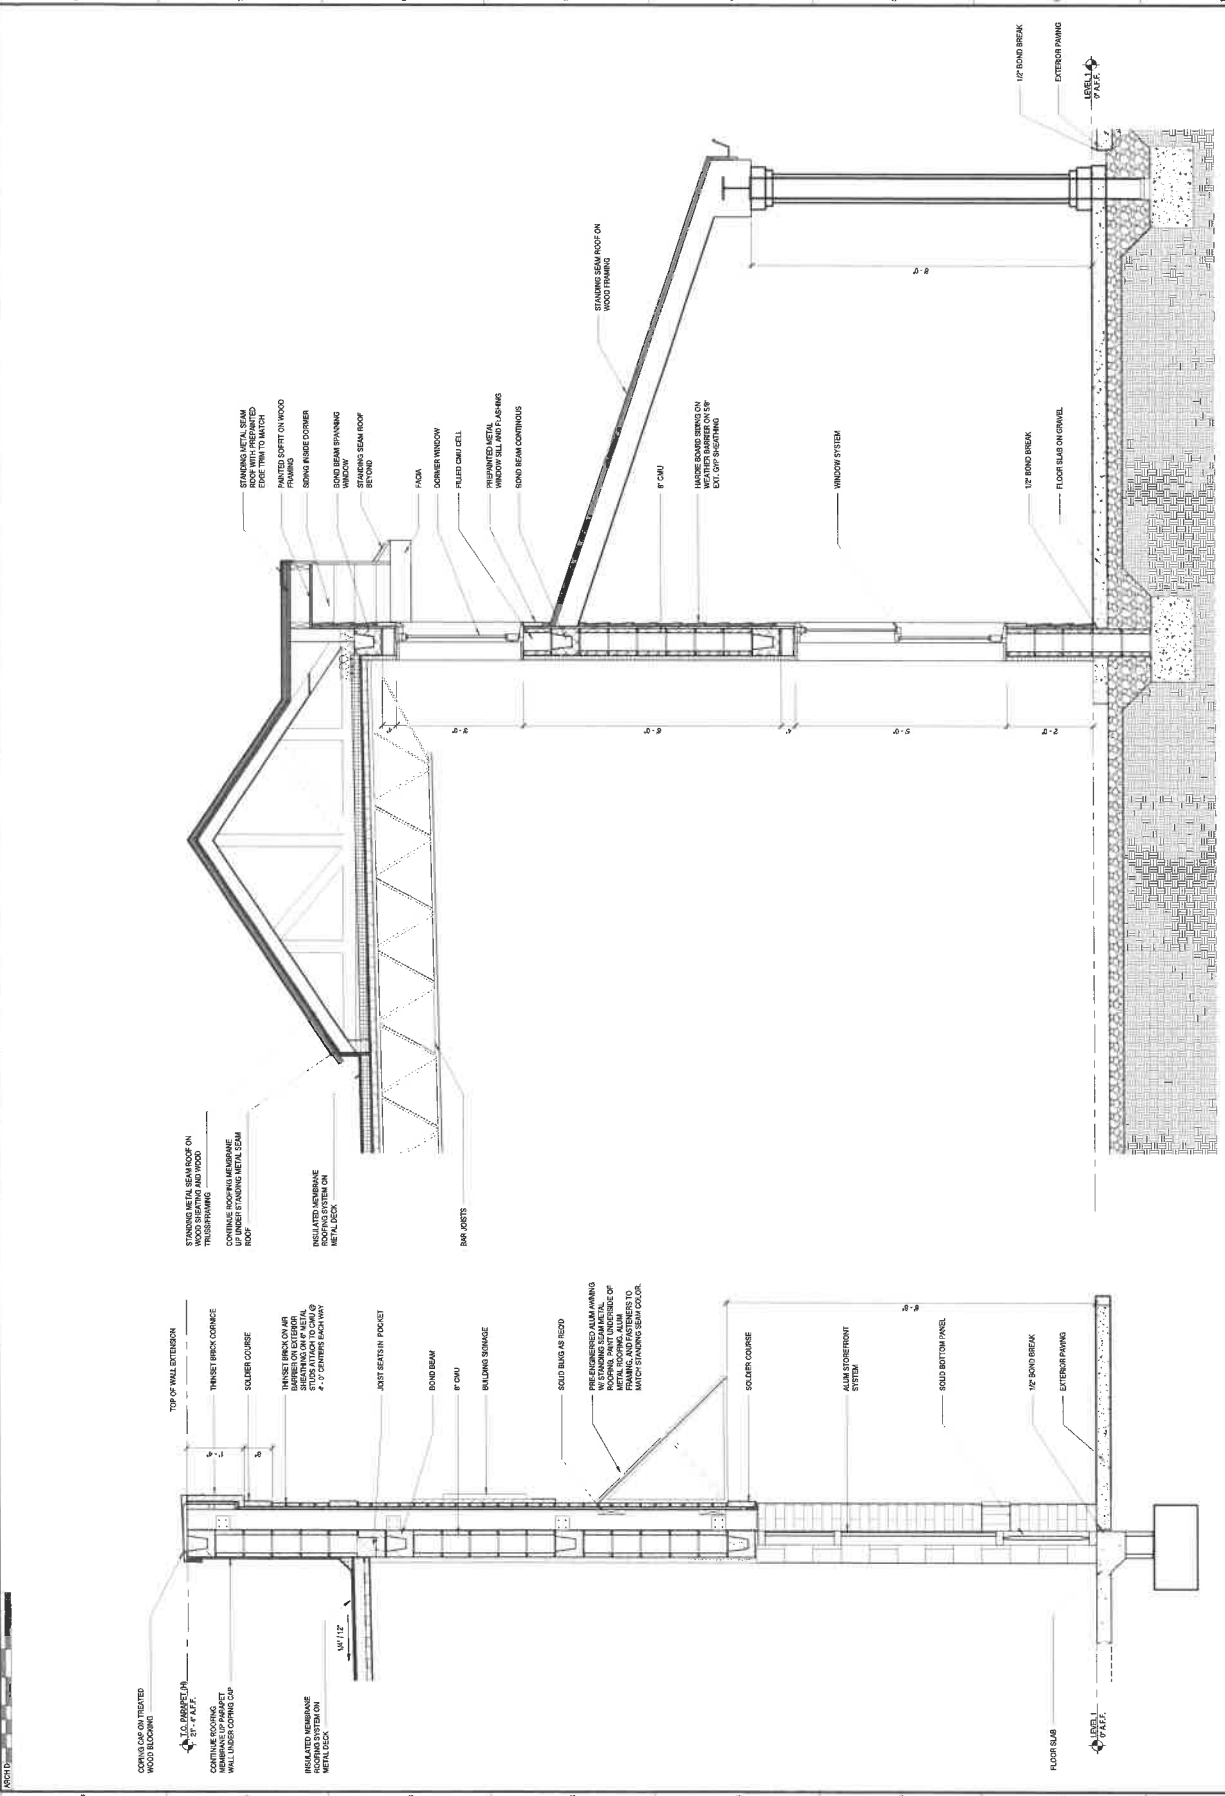 1/2" BOND BREAK
EXTERIOR PAVING
LEVEL 1
0" A.F.F.
STANDING SEAM ROOF ON
WOOD FRAMING
8' - 0"
STANDING METAL SEAM
ROOF WITH PREPAINTED
EDGE TRIM TO MATCH
PAINTED SOFFIT ON WOOD
FRAMING
SIDING INSIDE DORMER
BOND BEAM SPANNING
WINDOW
STANDING SEAM ROOF
BEYOND
FACIA
DORMER WINDOW
FILLED CMU CELL
PREPAINTED METAL
WINDOW SILL AND FLASHING
BOND BEAM CONTINOUS
8" CMU
HARDIE BOARD SIDING ON
WEATHER BARRIER ON 5/8"
EXT. GYP SHEATHING
WINDOW SYSTEM
1/2" BOND BREAK
FLOOR SLAB ON GRAVEL
4"
3' - 0"
6' - 0"
4"
5' - 0"
2' - 0"
STANDING METAL SEAM ROOF ON
WOOD SHEATING AND WOOD
TRUSS/FRAMING
CONTINUE ROOFING MEMBRANE
UP UNDER STANDING METAL SEAM
ROOF
INSULATED MEMBRANE
ROOFING SYSTEM ON
METAL DECK
BAR JOISTS
TOP OF WALL EXTENSION
THINSET BRICK CORNICE
SOLDIER COURSE
THINSET BRICK ON AIR
BARRIER ON EXTERIOR
SHEATHING ON 6" METAL
STUDS ATTACH TO CMU @
4' - 0" CENTERS EACH WAY
JOIST SEATS IN POCKET
BOND BEAM
8" CMU
BUILDING SIGNAGE
SOLID BLKG AS REQ'D
PRE-ENGINEERED ALUM AWNING
W/ STANDING SEAM METAL
ROOFING. PAINT UNDERSIDE OF
METAL ROOFING, ALUM
FRAMING, AND FASTENERS TO
MATCH STANDING SEAM COLOR.
SOLDIER COURSE
ALUM STOREFRONT
SYSTEM
SOLID BOTTOM PANEL
1/2" BOND BREAK
EXTERIOR PAVING
1' - 4"
8"
1/4" / 12"
COPING CAP ON TREATED
WOOD BLOCKING
T.O. PARAPET (H)
21' - 4" A.F.F.
CONTINUE ROOFING
MEMBRANE UP PARAPET
WALL UNDER COPING CAP
INSULATED MEMBRANE
ROOFING SYSTEM ON
METAL DECK
FLOOR SLAB
LEVEL 1
0" A.F.F.
ARCH D